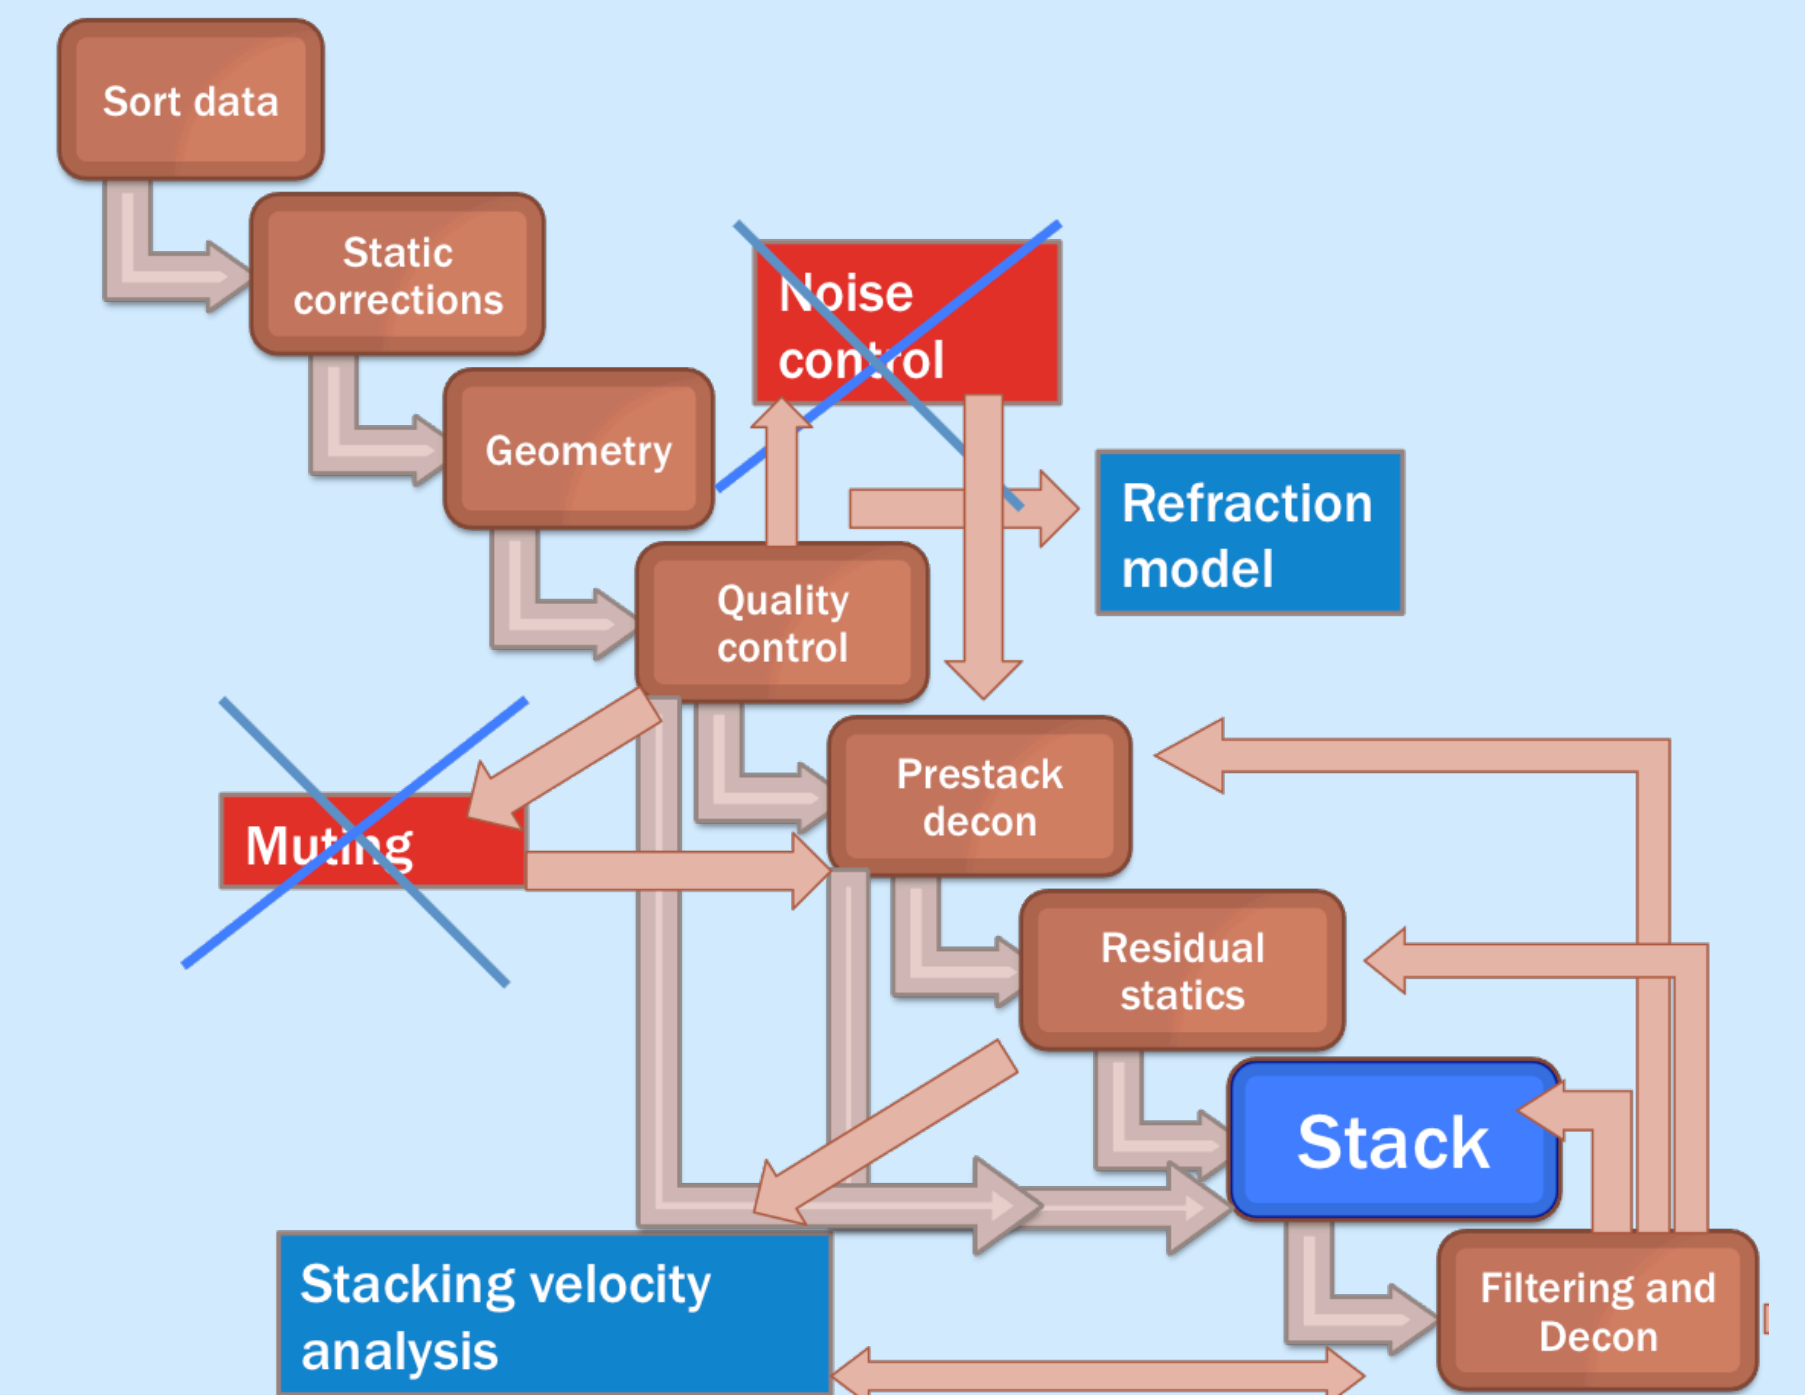 Sort data
Static
corrections
Noise
control
Geometry
Refraction
model
Quality
control
Prestack
decon
Muting
Residual
statics
Stack
Stacking velocity
analysis
Filtering and
Decon